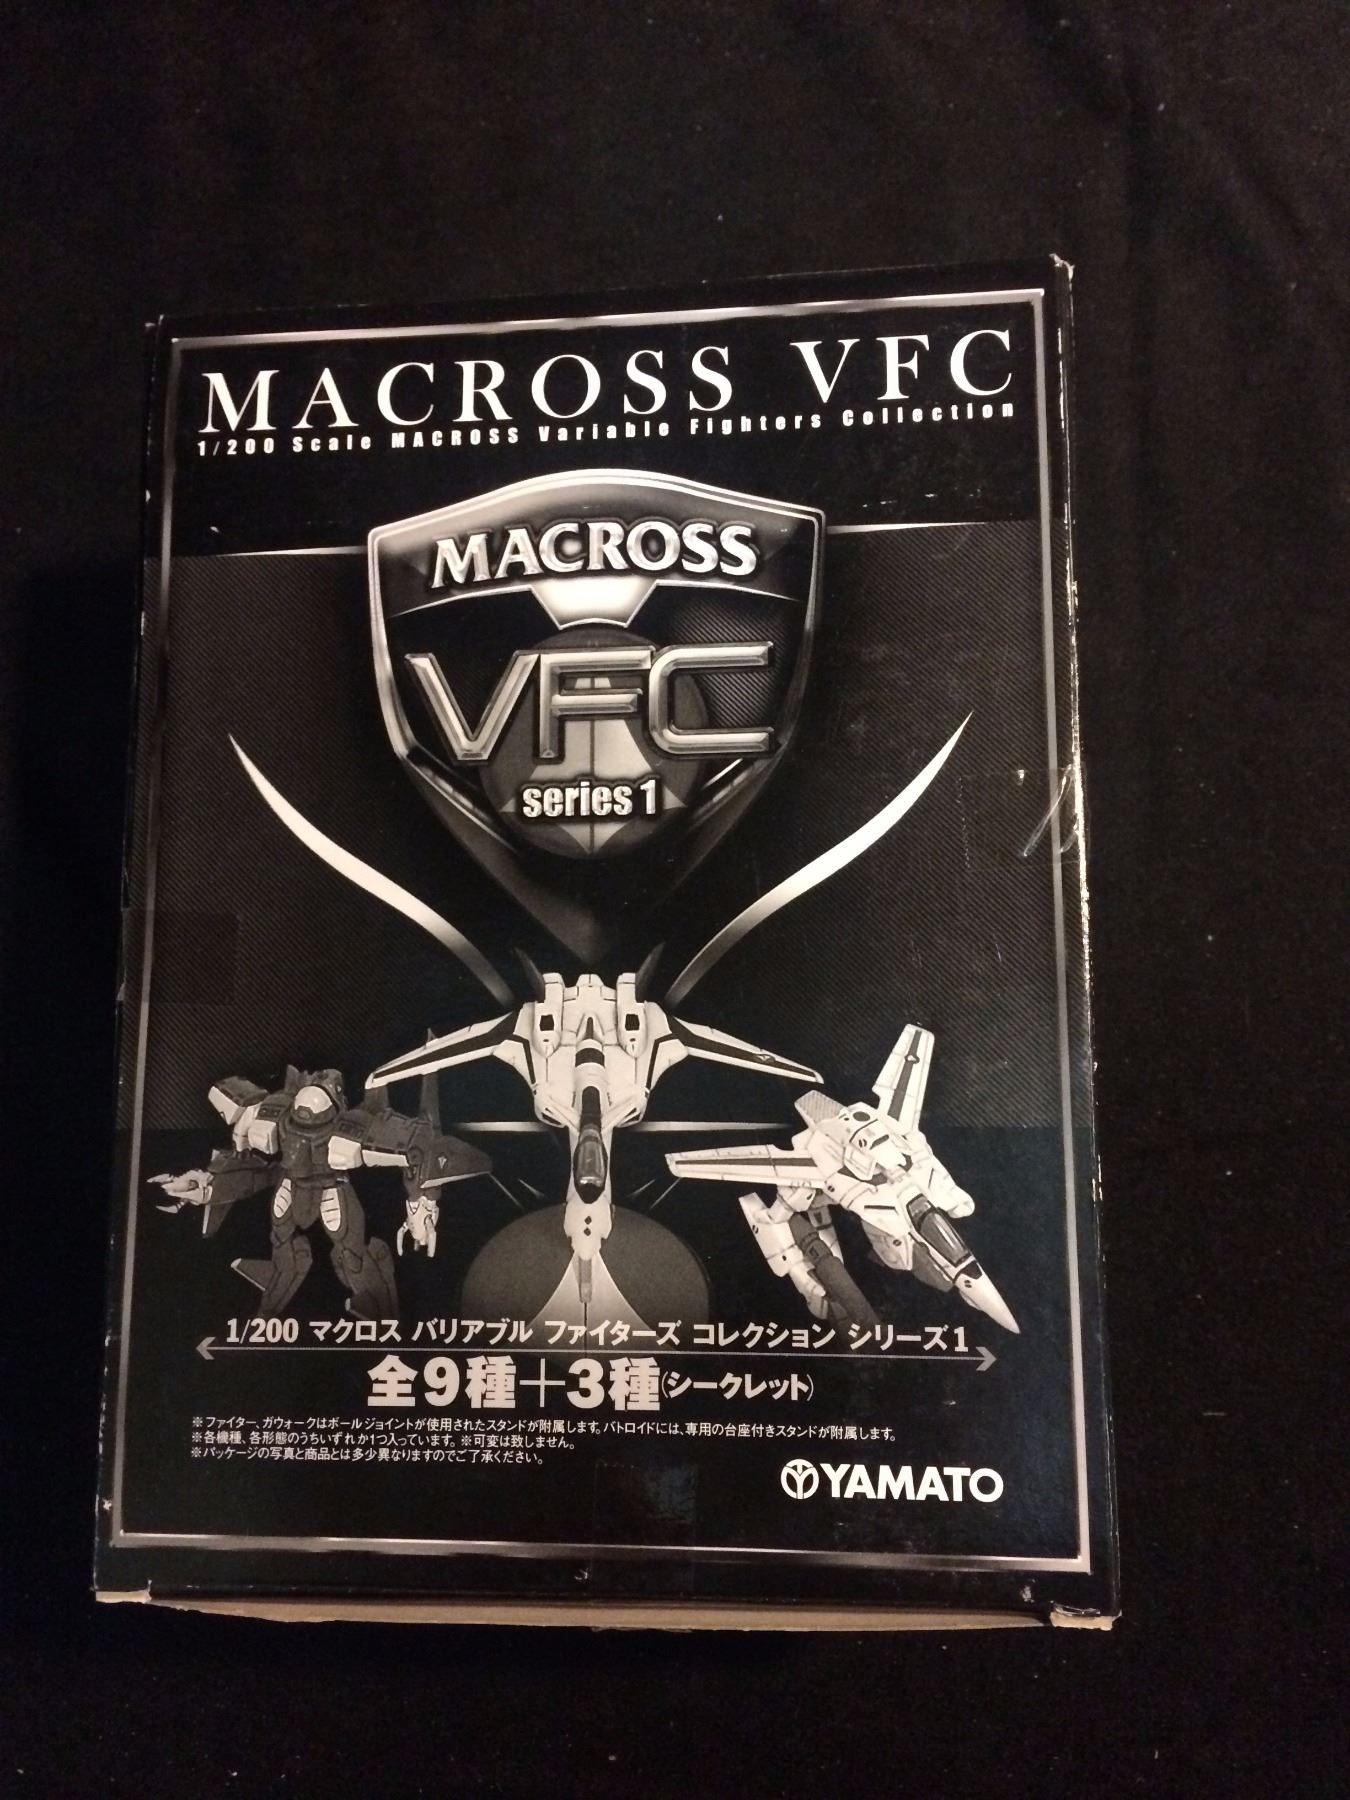 MACROSS VFC
1/200 Scale MACROSS Variable Fighters Collection
MACROSS
VFC
series 1
1/200 マクロス バリアブル ファイターズ コレクション シリーズ1
全9種+3種(シークレット)
※ファイター、ガウォークはボールジョイントが使用されたスタンドが附属します。バトロイドには、専用の台座付きスタンドが附属します。
※各機種、各形態のうちいずれか1つ入っています。※可変は致しません。
※パッケージの写真と商品とは多少異なりますのでご了承ください。
YAMATO